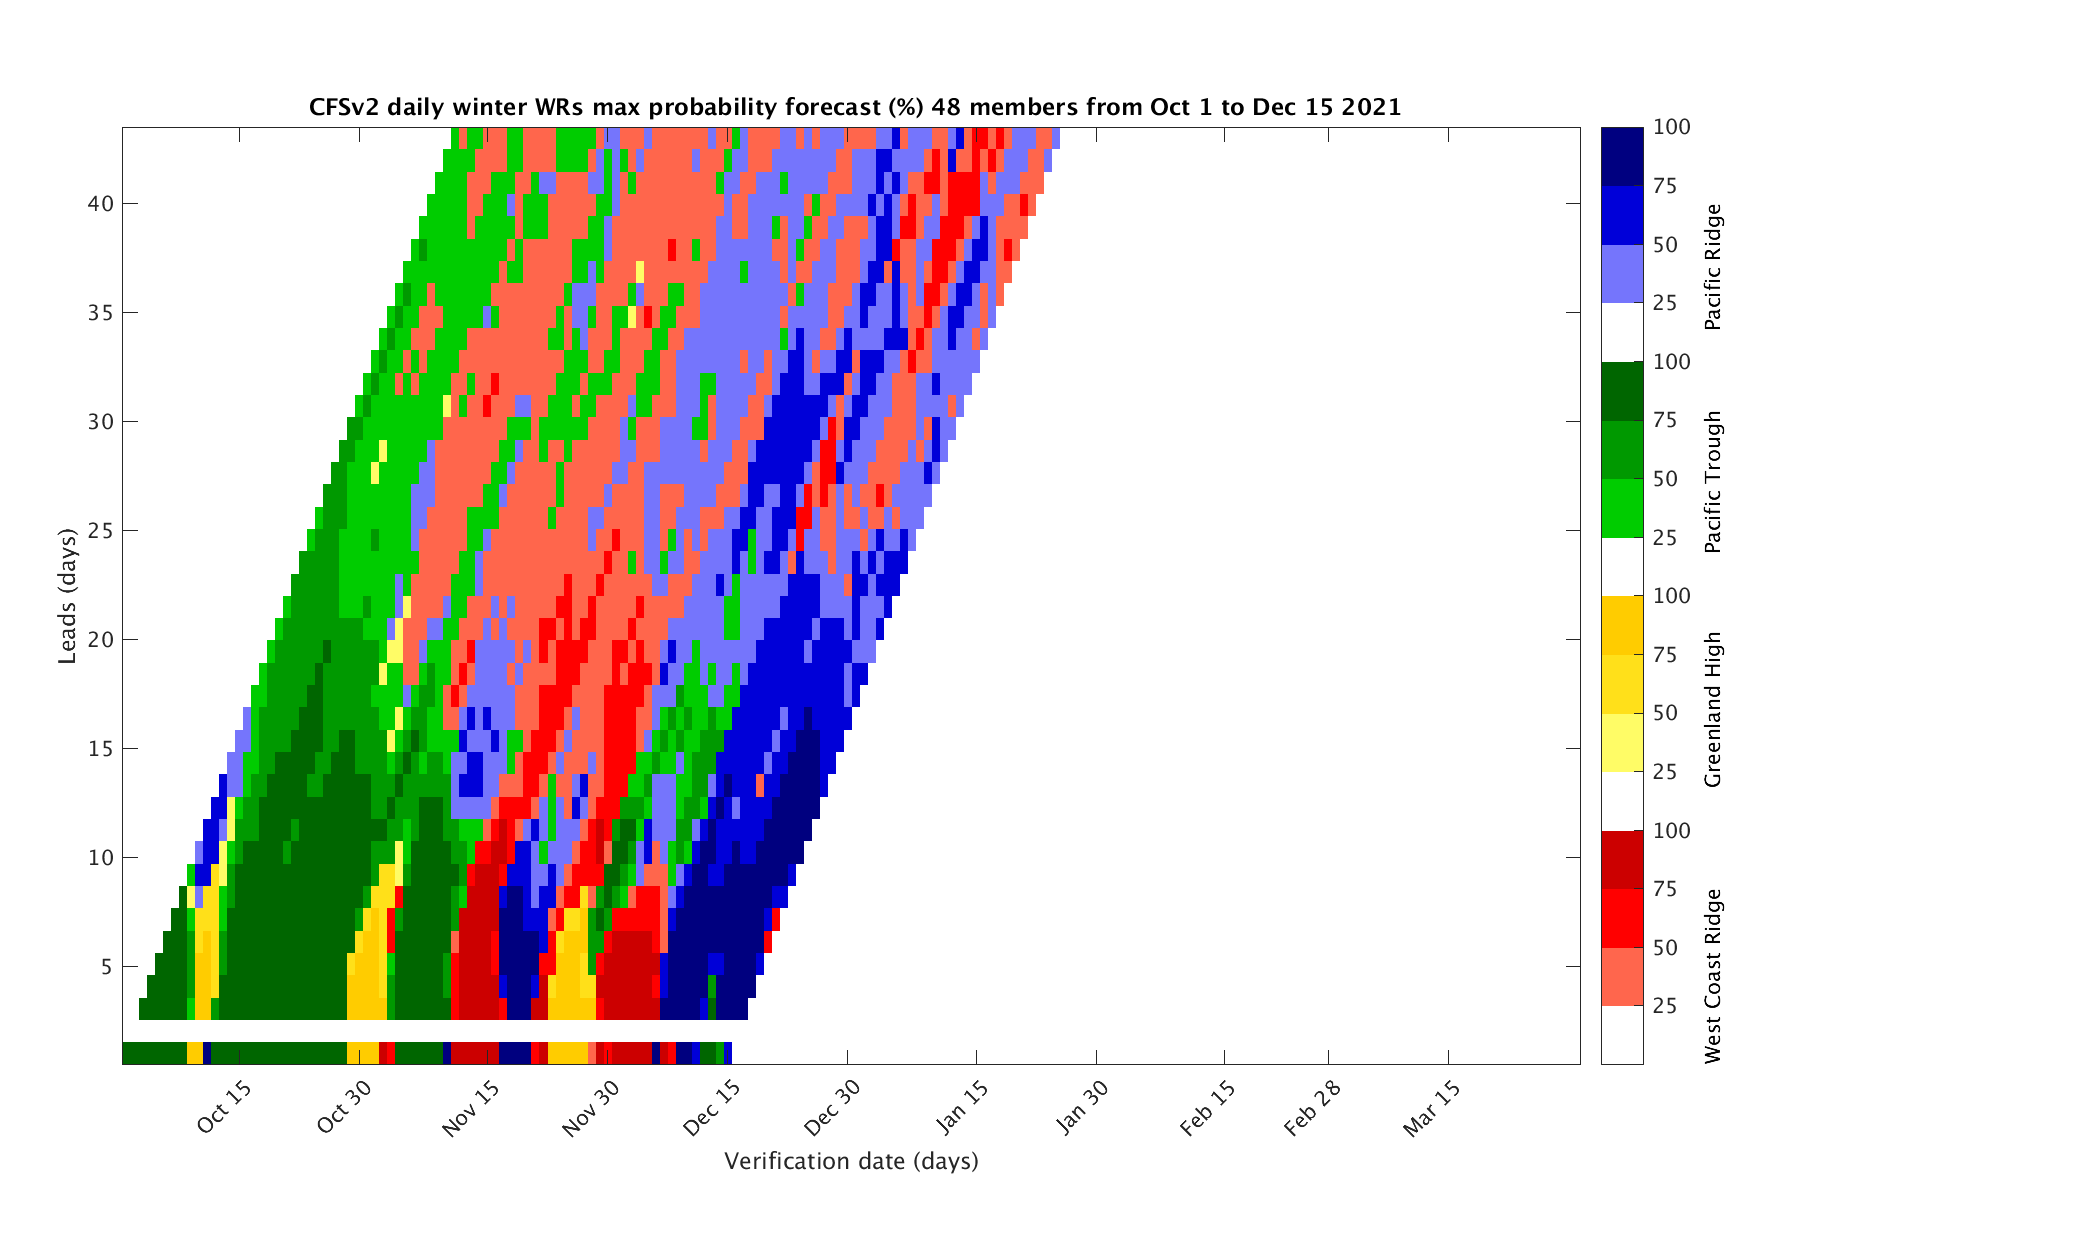 CFSv2 daily winter WRs max probability forecast (%) 48 members from Oct 1 to Dec 15 2021
Leads (days)
40
35
30
25
20
15
10
5
Oct 15
Oct 30
Nov 15
Nov 30
Dec 15
Dec 30
Jan 15
Jan 30
Feb 15
Feb 28
Mar 15
Verification date (days)
100
75
50
25
100
75
50
25
100
75
50
25
100
75
50
25
Pacific Ridge
Pacific Trough
Greenland High
West Coast Ridge